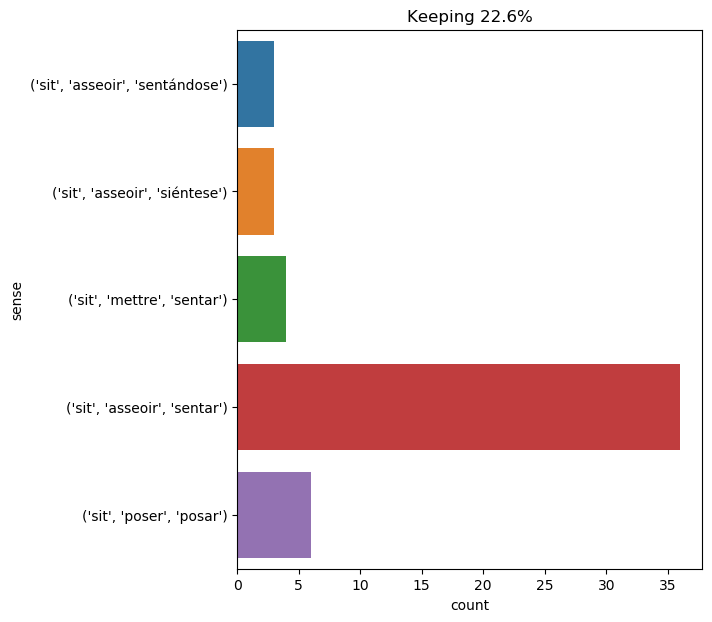 Keeping 22.6%
('sit', 'asseoir', 'sentándose')
('sit', 'asseoir', 'siéntese')
('sit', 'mettre', 'sentar')
('sit', 'asseoir', 'sentar')
('sit', 'poser', 'posar')
sense
0 5 10 15 20 25 30 35
count